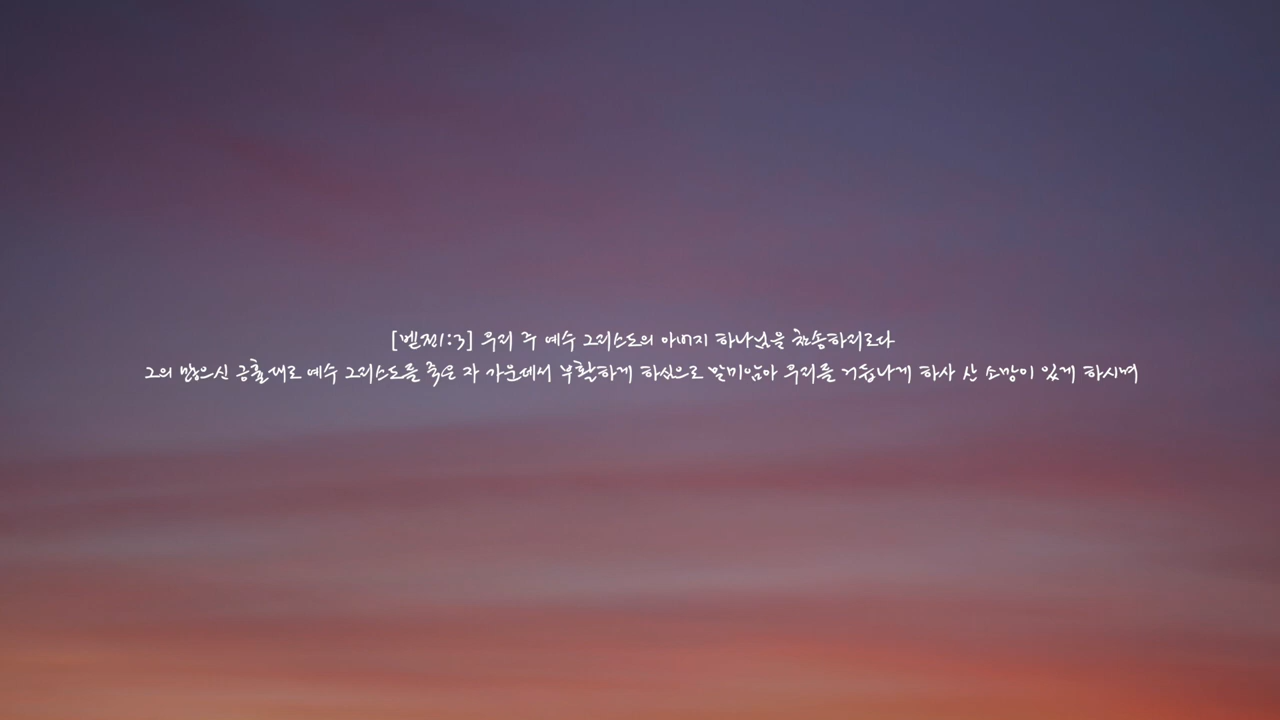 [벧전1:3] 우리 주 예수 그리스도의 아버지 하나님을 찬송하리로다
그의 많으신 긍휼대로 예수 그리스도를 죽은 자 가운데서 부활하게 하심으로 말미암아 우리를 거듭나게 하사 산 소망이 있게 하시며